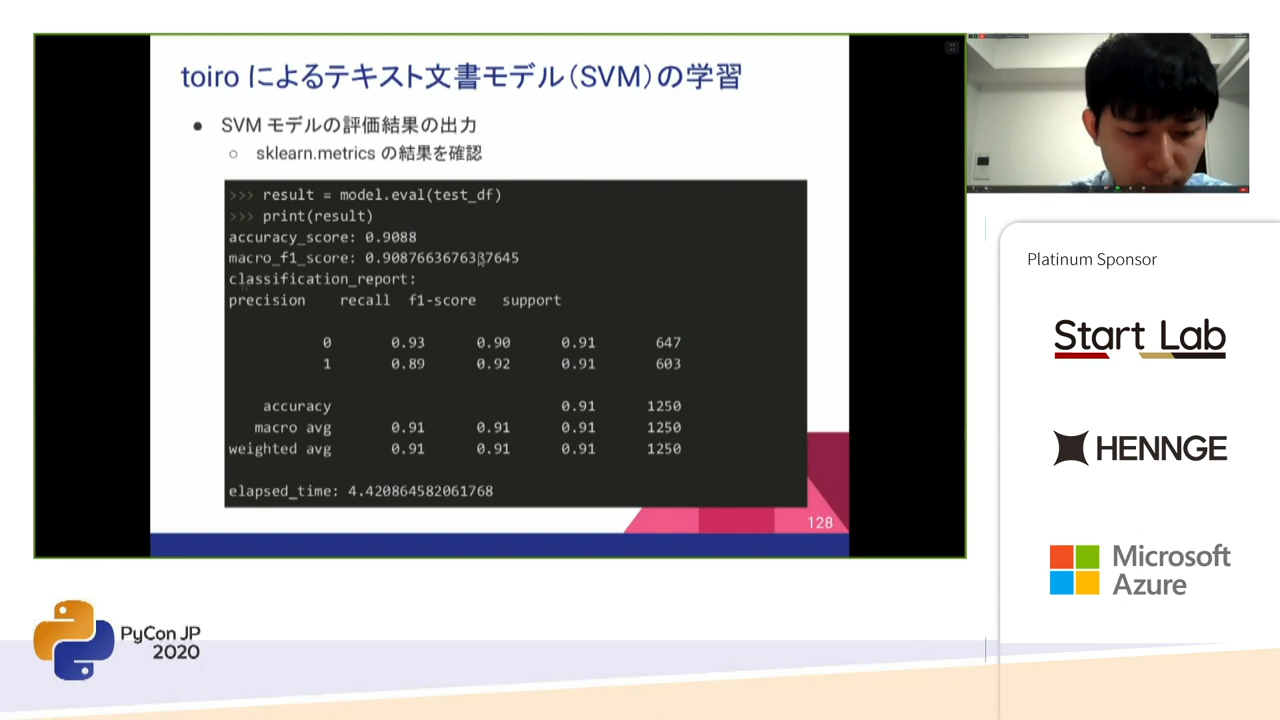 toiro によるテキスト文書モデル（SVM）の学習
● SVM モデルの評価結果の出力
○ sklearn.metrics の結果を確認
>>> result = model.eval(test_df)
>>> print(result)
accuracy_score: 0.9088
macro_f1_score: 0.9087663676337645
classification_report:
precision recall f1-score support
0 0.93 0.90 0.91 647
1 0.89 0.92 0.91 603
accuracy 0.91 1250
macro avg 0.91 0.91 0.91 1250
weighted avg 0.91 0.91 0.91 1250
elapsed_time: 4.420864582061768
128
Platinum Sponsor
Start Lab
HENNGE
Microsoft
Azure
PyCon JP
2020